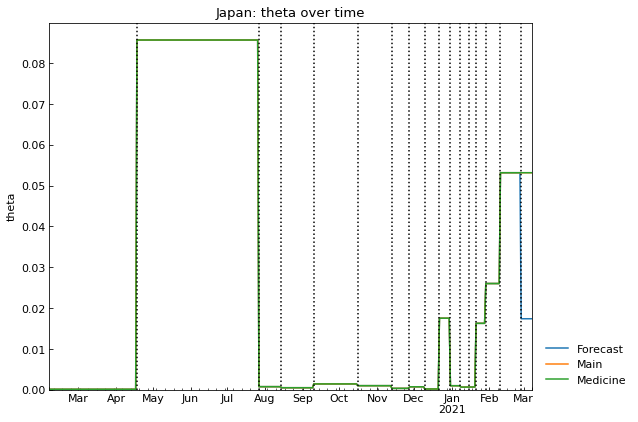 Japan: theta over time
theta
0.08
0.07
0.06
0.05
0.04
0.03
0.02
0.01
0.00
Mar Apr May Jun Jul Aug Sep Oct Nov Dec Jan Feb Mar
2021
Forecast
Main
Medicine